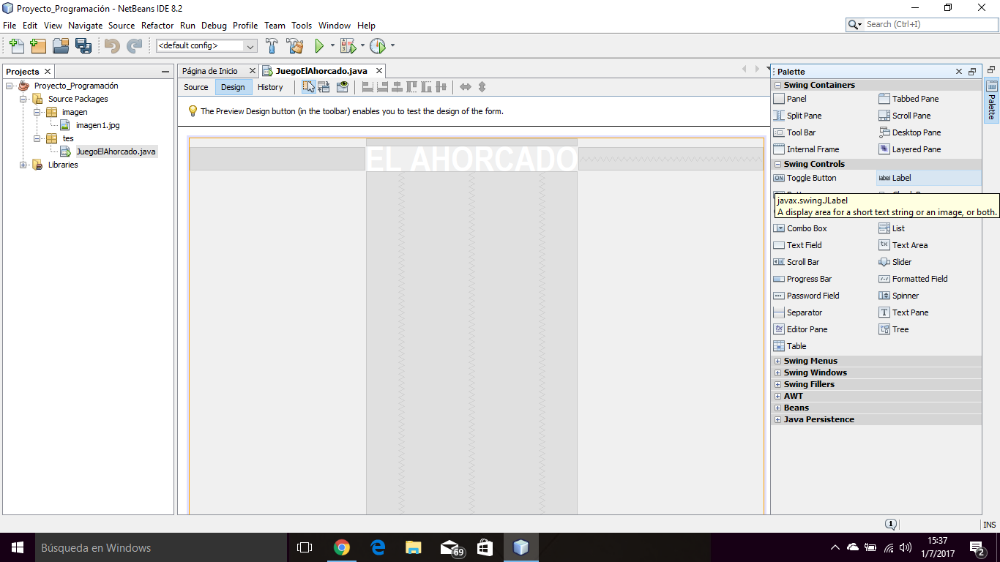 Proyecto_Programación - NetBeans IDE 8.2
File Edit View Navigate Source Refactor Run Debug Profile Team Tools Window Help
Search (Ctrl+I)
<default config>
Projects
Proyecto_Programación
Source Packages
imagen
imagen1.jpg
tes
JuegoElAhorcado.java
Libraries
Página de Inicio
JuegoElAhorcado.java
Source Design History
The Preview Design button (in the toolbar) enables you to test the design of the form.
EL AHORCADO
Palette
Swing Containers
Panel Tabbed Pane
Split Pane Scroll Pane
Tool Bar Desktop Pane
Internal Frame Layered Pane
Swing Controls
ON Toggle Button label Label
javax.swing.JLabel
A display area for a short text string or an image, or both.
Combo Box List
Text Field Text Area
Scroll Bar Slider
Progress Bar Formatted Field
Password Field Spinner
Separator Text Pane
Editor Pane Tree
Table
Swing Menus
Swing Windows
Swing Fillers
AWT
Beans
Java Persistence
Palette
1
INS
Búsqueda en Windows
69
15:37
1/7/2017
2